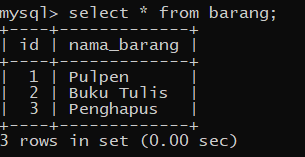 mysql> select * from barang;
+----+-------------+
| id | nama_barang |
+----+-------------+
|  1 | Pulpen      |
|  2 | Buku Tulis  |
|  3 | Penghapus   |
+----+-------------+
3 rows in set (0.00 sec)